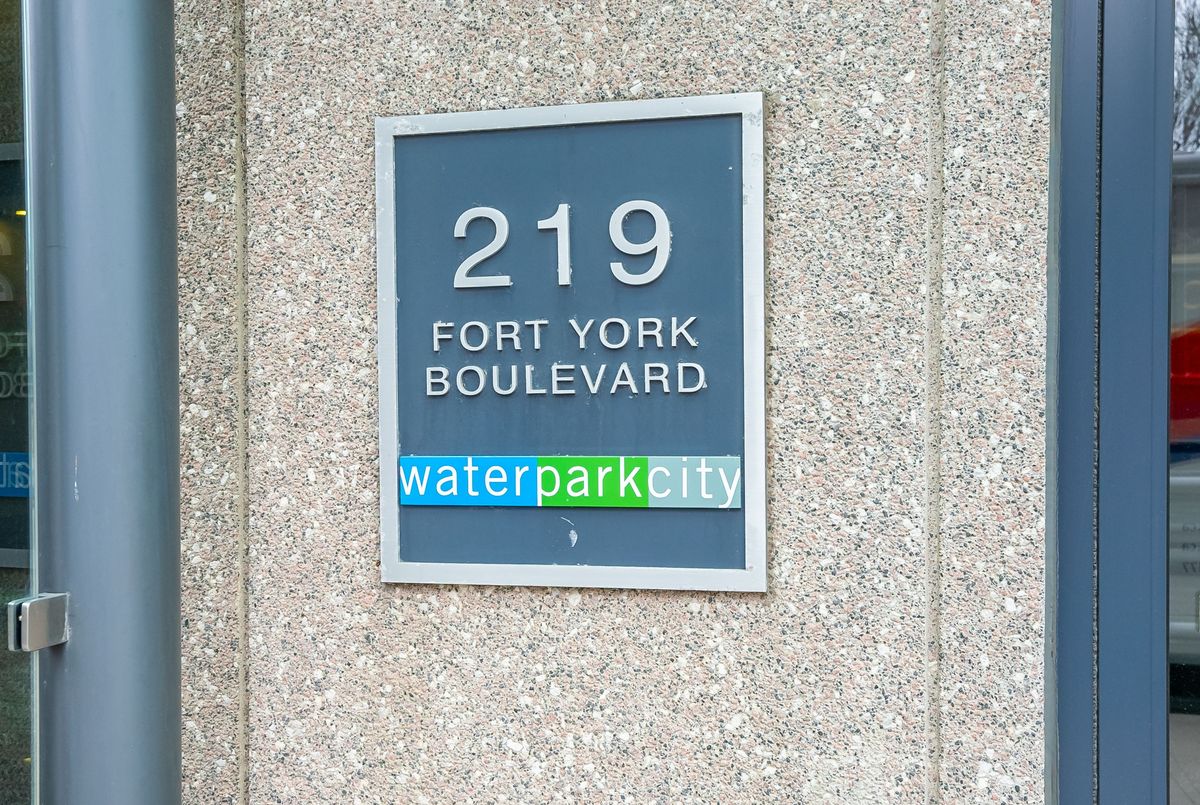 219
FORT YORK
BOULEVARD
waterparkcity